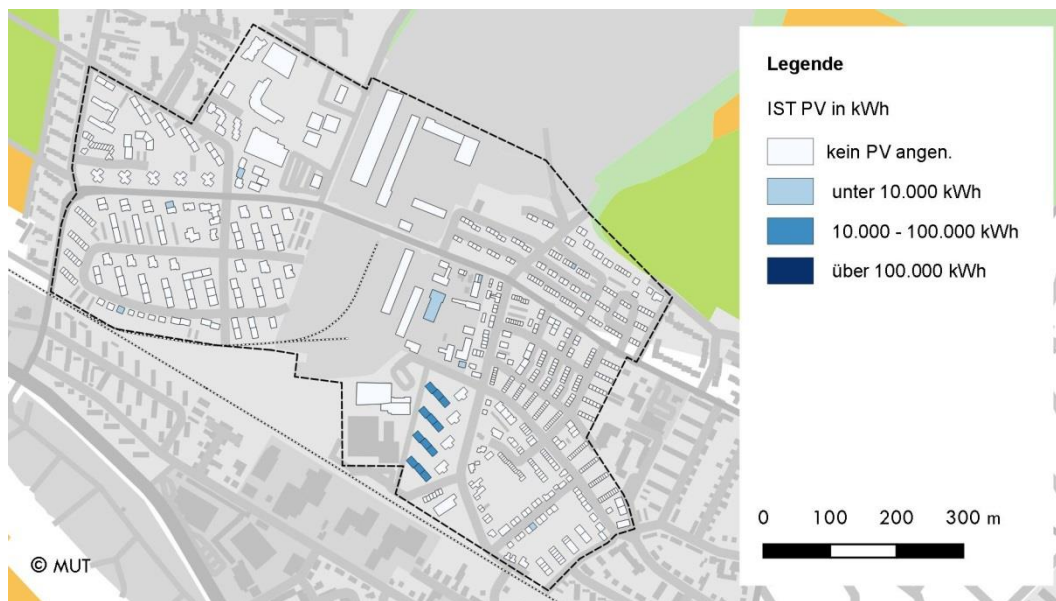 Legende
IST PV in kWh
kein PV angen.
unter 10.000 kWh
10.000 - 100.000 kWh
über 100.000 kWh
0 100 200 300 m
© MUT